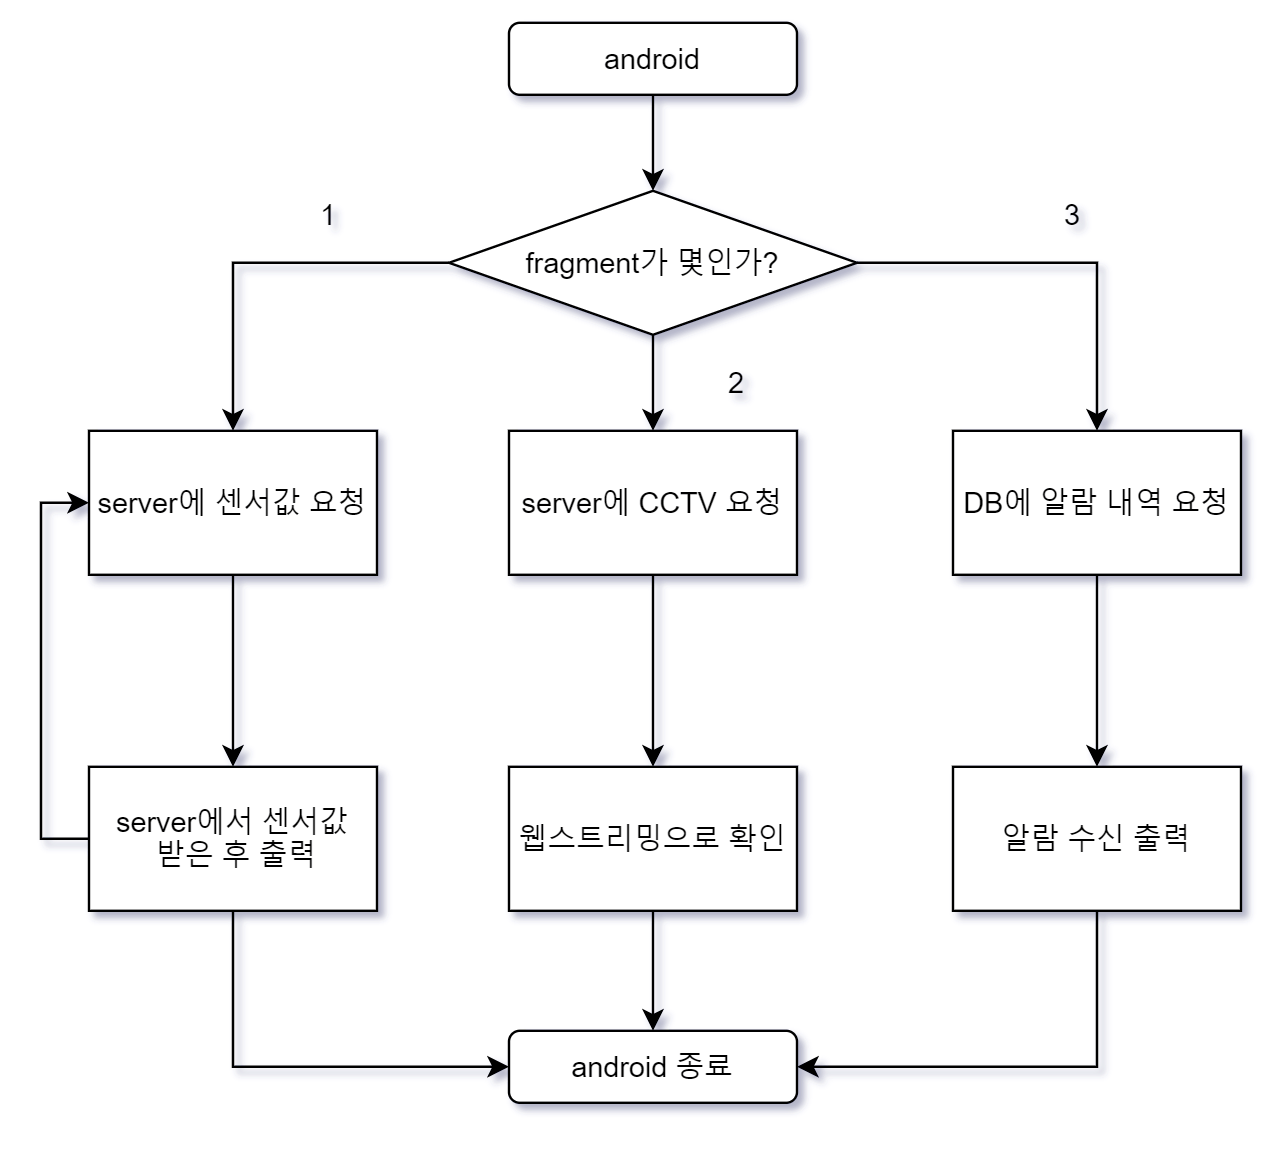 android
1
3
fragment가 몇인가?
2
server에 센서값 요청
server에 CCTV 요청
DB에 알람 내역 요청
server에서 센서값
받은 후 출력
웹스트리밍으로 확인
알람 수신 출력
android 종료